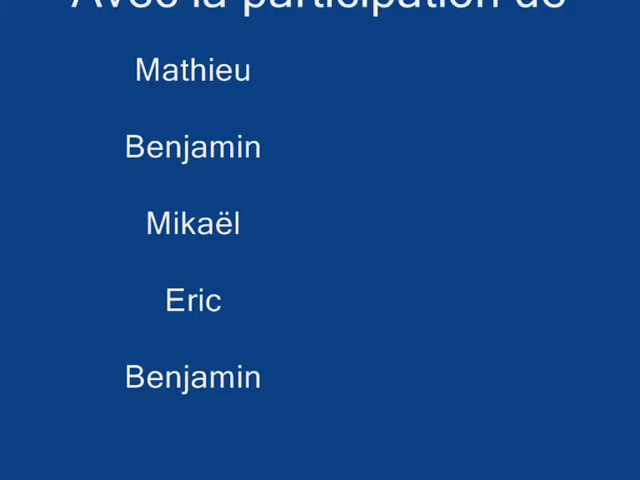 Avec la participation de
Mathieu
Benjamin
Mikaël
Eric
Benjamin